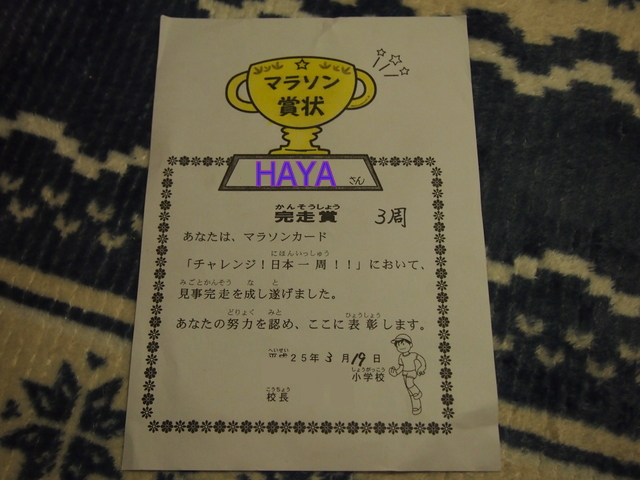 マラソン
賞状
HAYA さん
かんそうしょう
完走賞 3周
あなたは、マラソンカード
にほんいっしゅう
「チャレンジ！日本一周！！」において、
みごとかんそう な と
見事完走を成し遂げました。
どりょく みと ひょうしょう
あなたの努力を認め、ここに表彰します。
へいせい
平成25年3月19日
しょうがっこう
小学校
こうちょう
校長